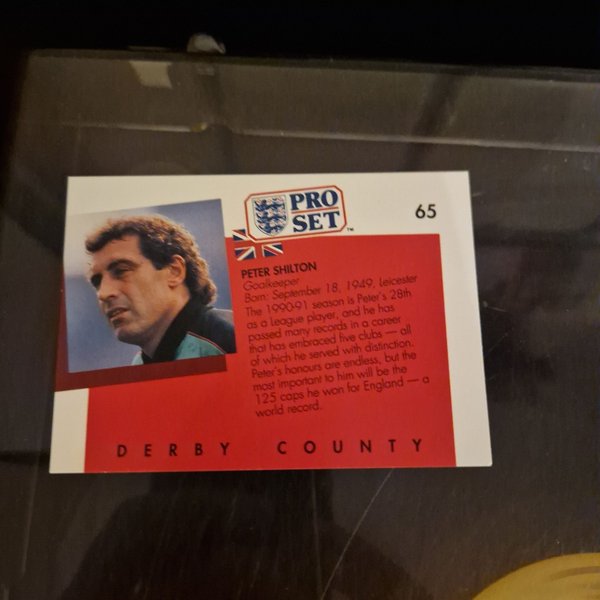 PRO
SET
TM
65
PETER SHILTON
Goalkeeper
Born: September 18, 1949, Leicester
The 1990-91 season is Peter's 28th
as a League player, and he has
passed many records in a career
that has embraced five clubs — all
of which he served with distinction.
Peter's honours are endless, but the
most important to him will be the
125 caps he won for England — a
world record.
DERBY COUNTY